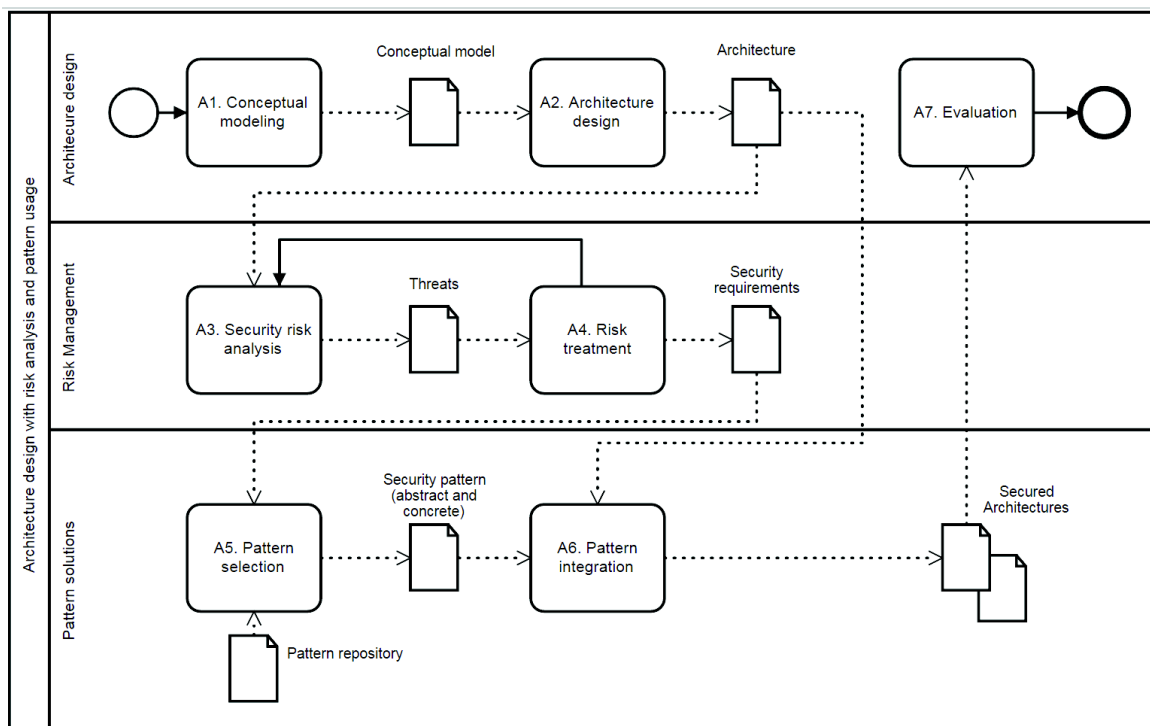 Architecture design with risk analysis and pattern usage
Architecure design
Conceptual model
Architecture
A1. Conceptual
modeling
A2. Architecture
design
A7. Evaluation
Risk Management
Threats
Security
requirements
A3. Security risk
analysis
A4. Risk
treatment
Pattern solutions
Security pattern
(abstract and
concrete)
Secured
Architectures
A5. Pattern
selection
A6. Pattern
integration
Pattern repository